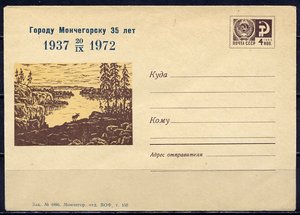 Городу Мончегорску 35 лет
1937 20/IX 1972
ПОЧТА СССР 4 КОП.
Куда
Кому
Адрес отправителя